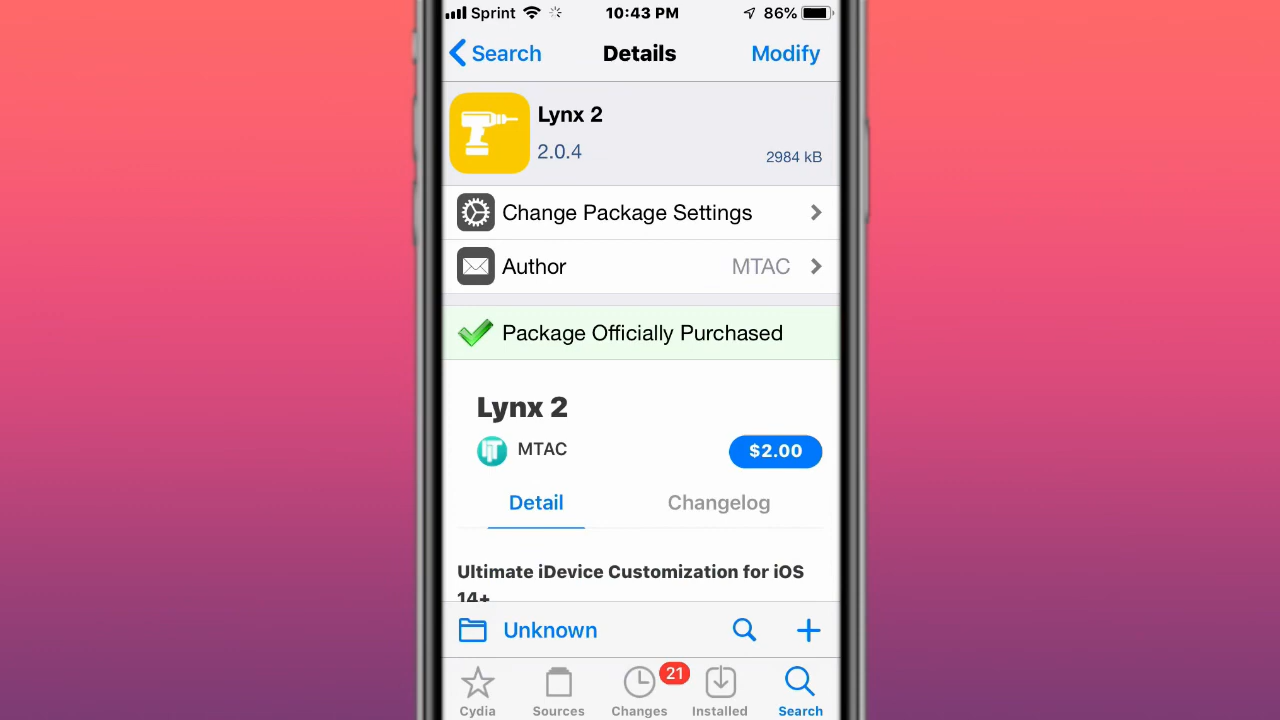 Sprint 10:43 PM 86%
Search Details Modify
Lynx 2
2.0.4 2984 kB
Change Package Settings
Author MTAC
Package Officially Purchased
Lynx 2
MTAC $2.00
Detail Changelog
Ultimate iDevice Customization for iOS
14+
Unknown
21
Cydia Sources Changes Installed Search